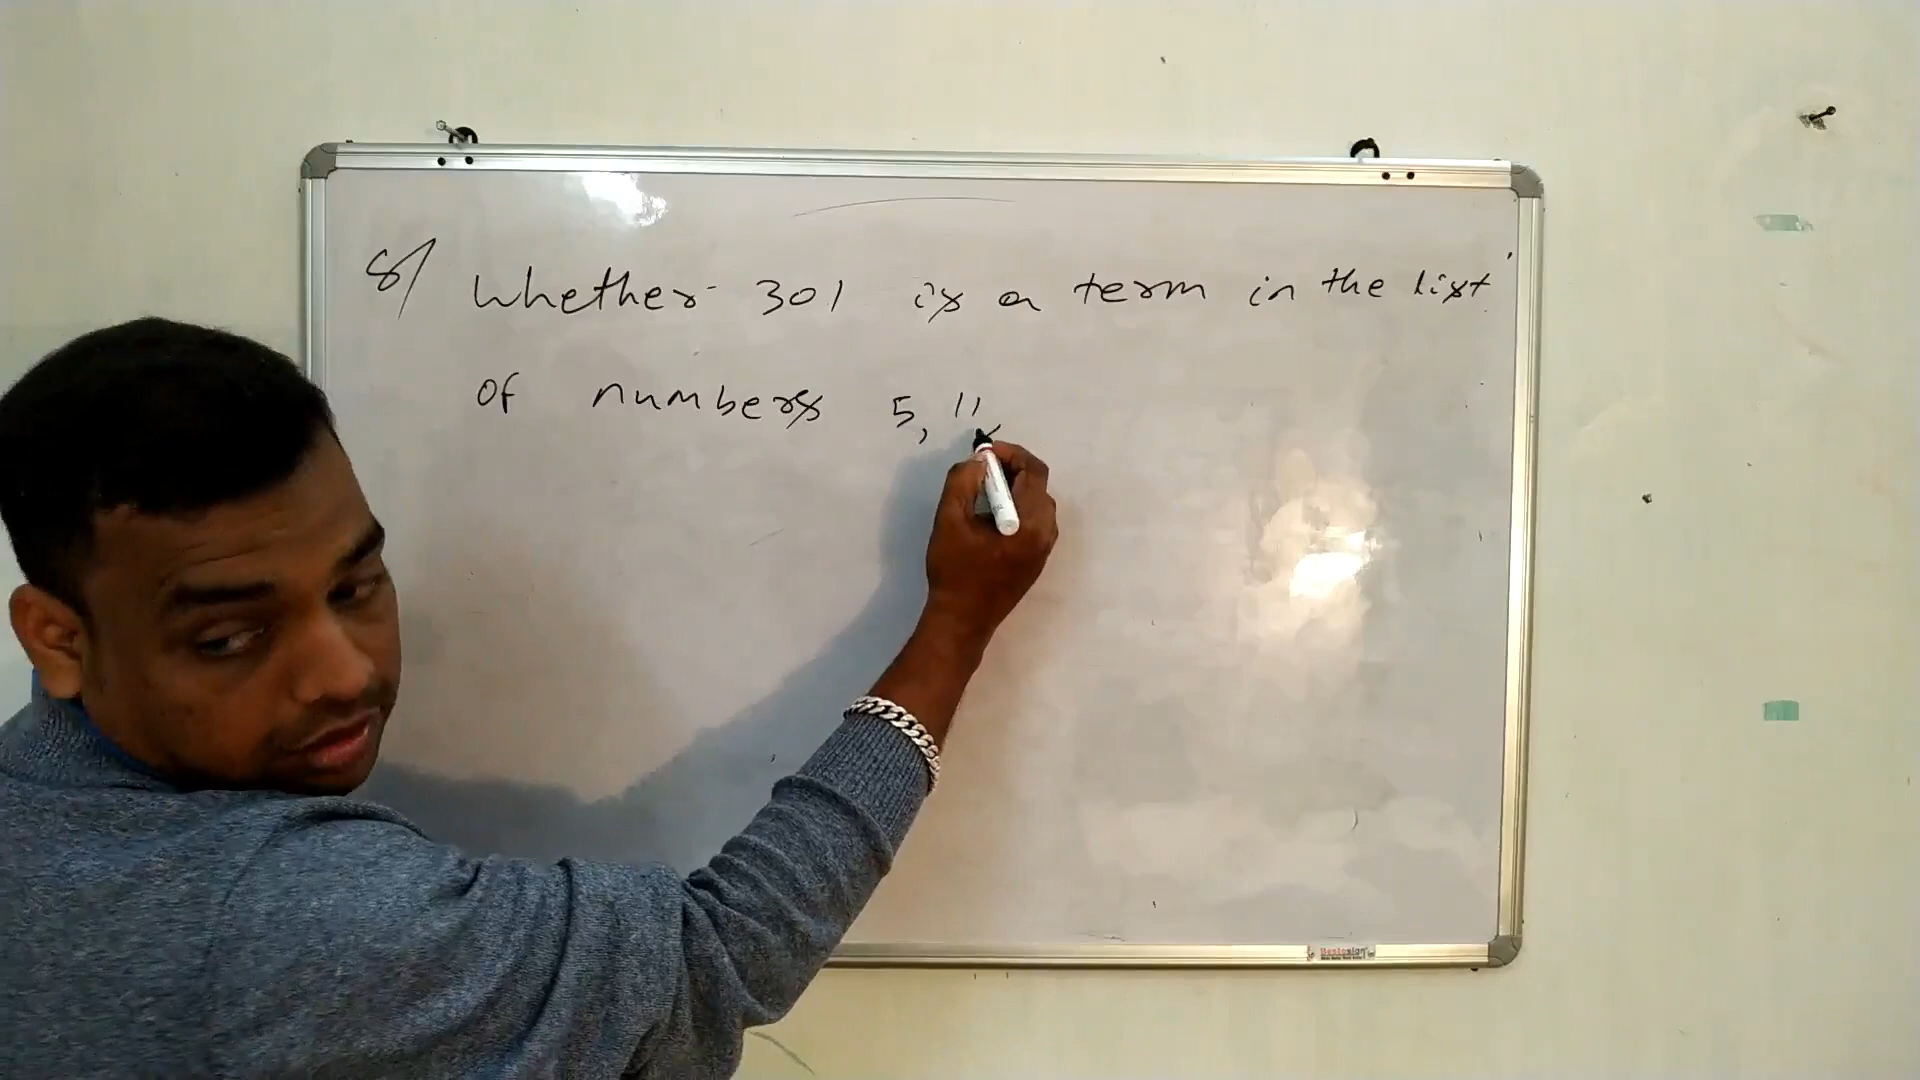 8/ Whether 301 is a term in the list
of numbers 5, 11,